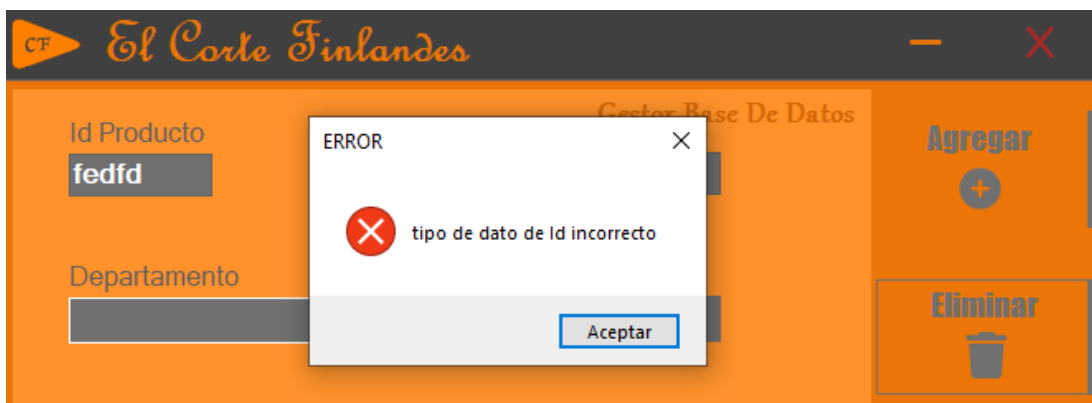 CF El Corte Finlandes
Gestor Base De Datos
Id Producto
fedfd
ERROR
tipo de dato de Id incorrecto
Aceptar
Departamento
Agregar
Eliminar